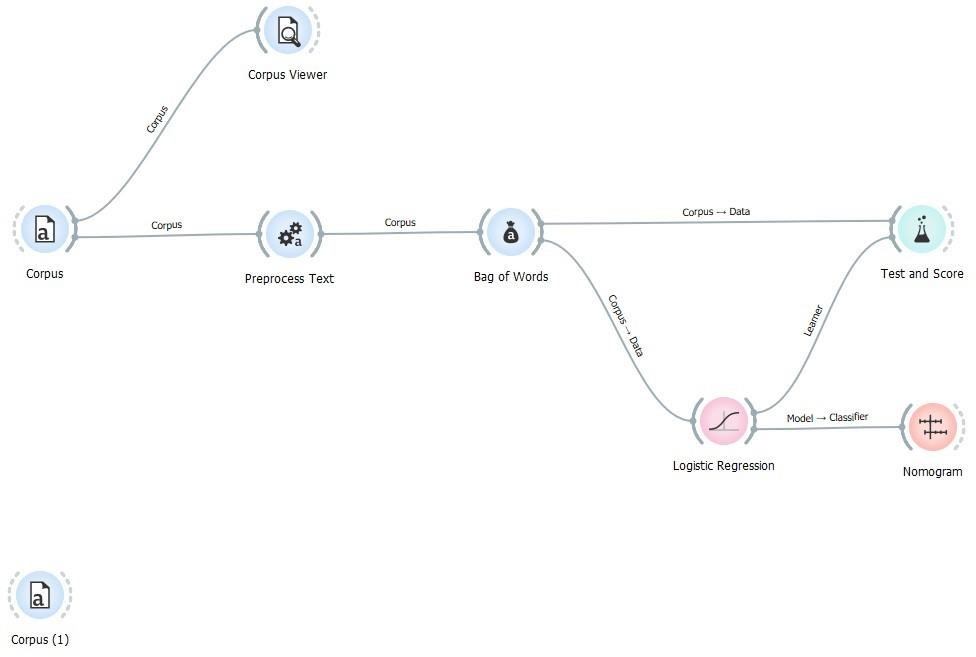 Corpus Viewer
Corpus
Corpus
Corpus
Corpus → Data
Corpus
Preprocess Text
Bag of Words
Test and Score
Corpus → Data
Learner
Model → Classifier
Logistic Regression
Nomogram
Corpus (1)